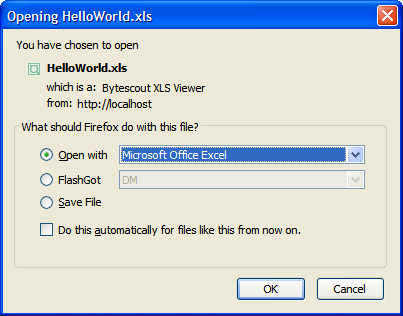 Opening HelloWorld.xls
You have chosen to open
HelloWorld.xls
which is a: Bytescout XLS Viewer
from: http://localhost
What should Firefox do with this file?
Open with Microsoft Office Excel
FlashGot DM
Save File
Do this automatically for files like this from now on.
OK Cancel